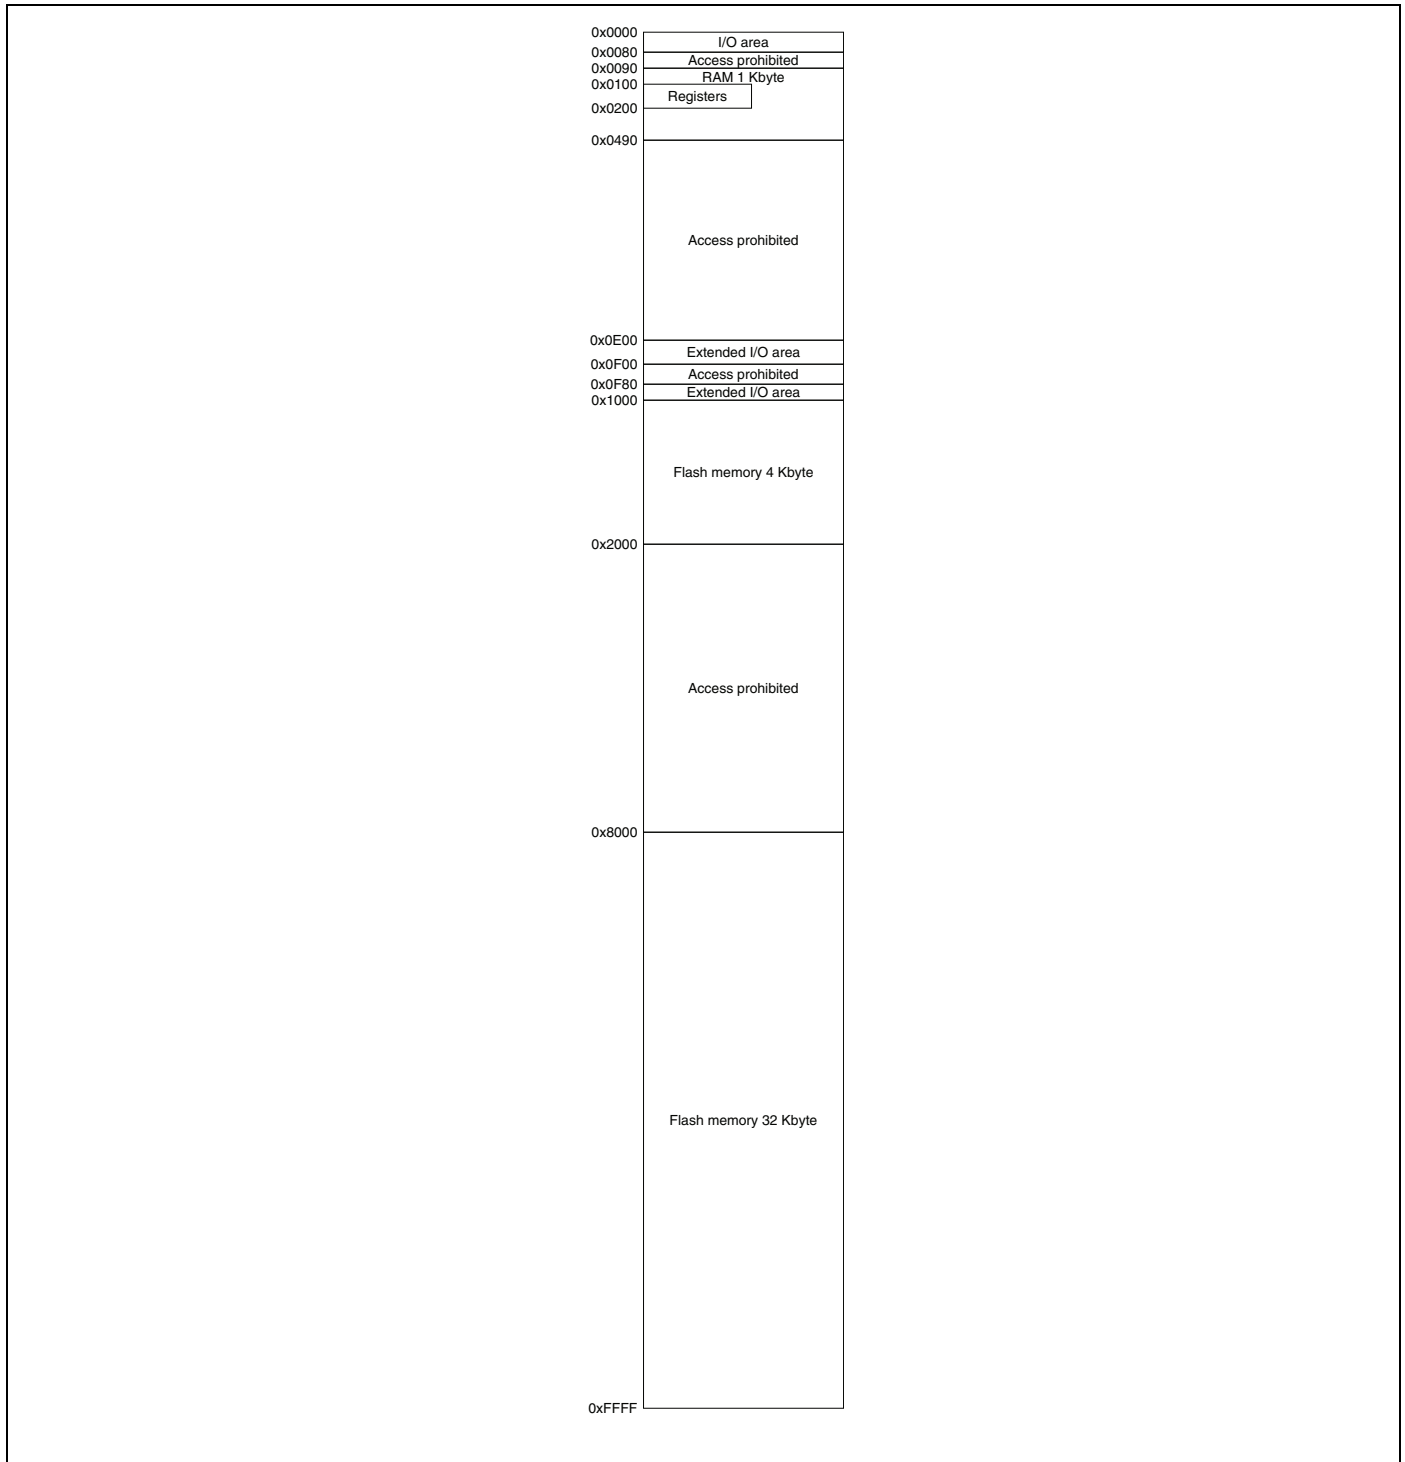 0x0000
I/O area
0x0080
Access prohibited
0x0090
RAM 1 Kbyte
0x0100
Registers
0x0200
0x0490
Access prohibited
0x0E00
Extended I/O area
0x0F00
Access prohibited
0x0F80
Extended I/O area
0x1000
Flash memory 4 Kbyte
0x2000
Access prohibited
0x8000
Flash memory 32 Kbyte
0xFFFF